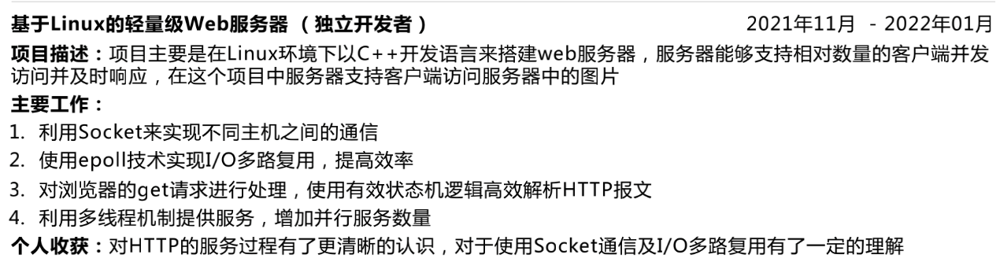 基于Linux的轻量级Web服务器 （独立开发者） 2021年11月 - 2022年01月
项目描述：项目主要是在Linux环境下以C++开发语言来搭建web服务器，服务器能够支持相对数量的客户端并发
访问并及时响应，在这个项目中服务器支持客户端访问服务器中的图片
主要工作：
1. 利用Socket来实现不同主机之间的通信
2. 使用epoll技术实现I/O多路复用，提高效率
3. 对浏览器的get请求进行处理，使用有效状态机逻辑高效解析HTTP报文
4. 利用多线程机制提供服务，增加并行服务数量
个人收获：对HTTP的服务过程有了更清晰的认识，对于使用Socket通信及I/O多路复用有了一定的理解